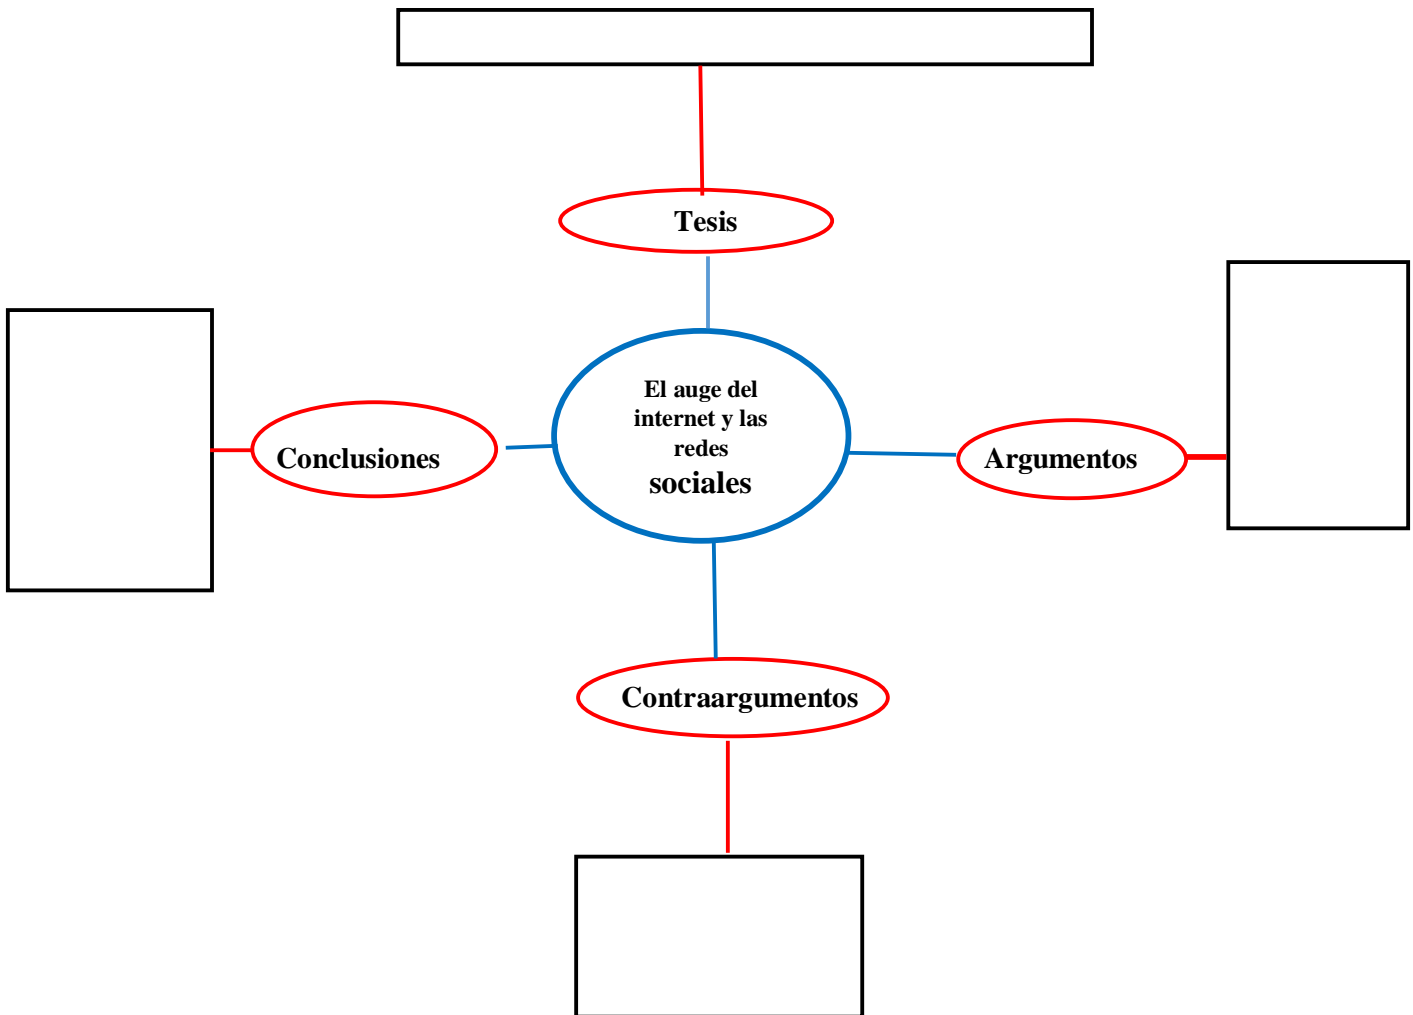 Tesis
El auge del
internet y las
redes
sociales
Conclusiones
Argumentos
Contraargumentos